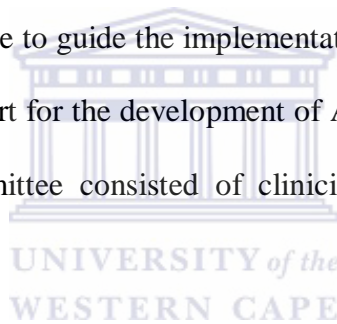 e to guide the implementat
rt for the development of A
nittee consisted of clinici
UNIVERSITY of the
WESTERN CAPE